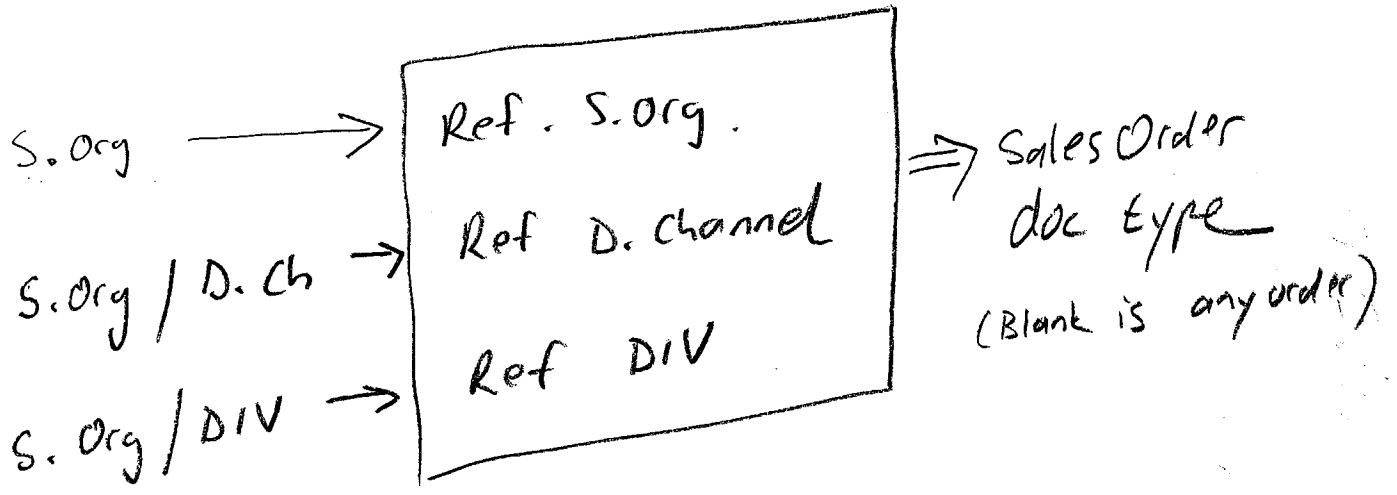 S. Org
S. Org / D. Ch
S. Org / DIV
Ref. S. Org.
Ref D. Channel
Ref DIV
Sales Order
doc type
(Blank is any order)